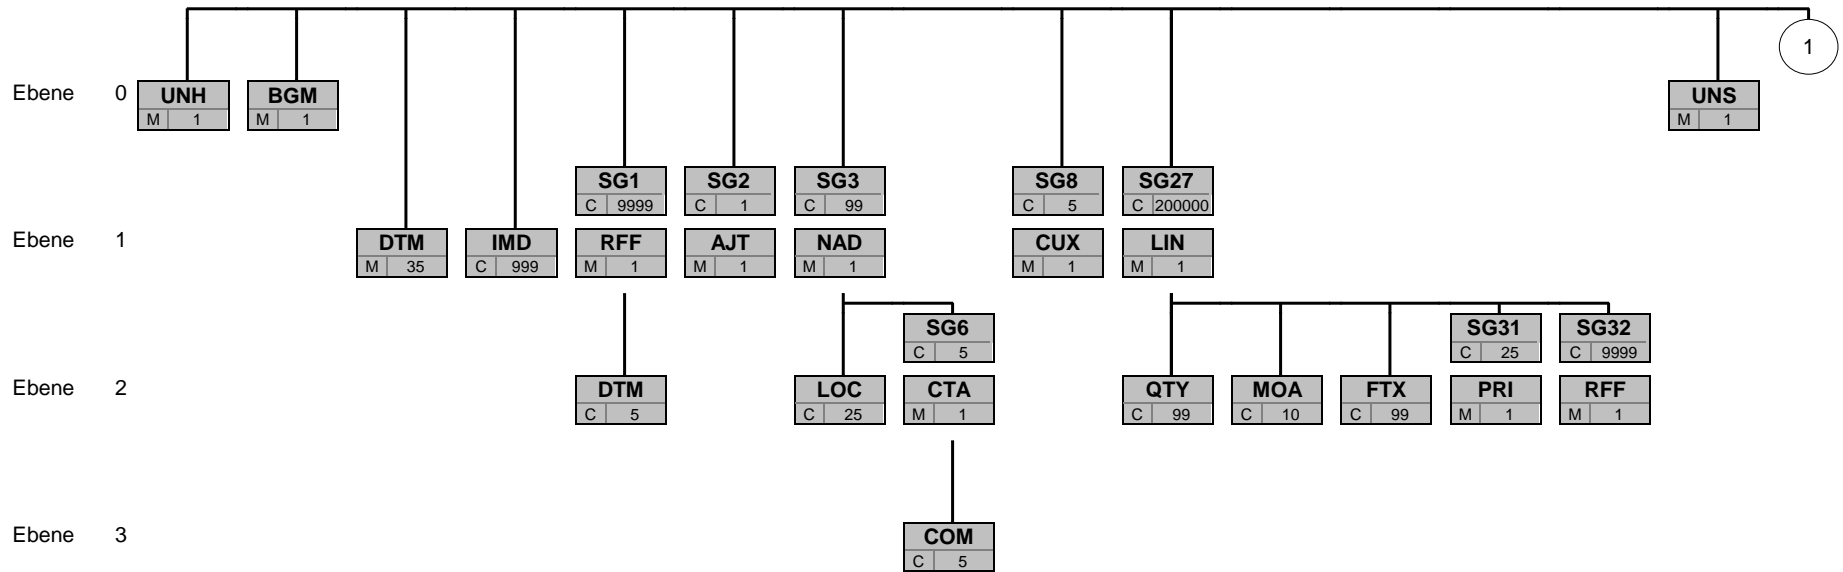 1
Ebene 0 UNH BGM UNS
M 1 M 1 M 1
SG1 SG2 SG3 SG8 SG27
C 9999 C 1 C 99 C 5 C 200000
Ebene 1 DTM IMD RFF AJT NAD CUX LIN
M 35 C 999 M 1 M 1 M 1 M 1 M 1
SG6 SG31 SG32
C 5 C 25 C 9999
Ebene 2 DTM LOC CTA QTY MOA FTX PRI RFF
C 5 C 25 M 1 C 99 C 10 C 99 M 1 M 1
Ebene 3 COM
C 5